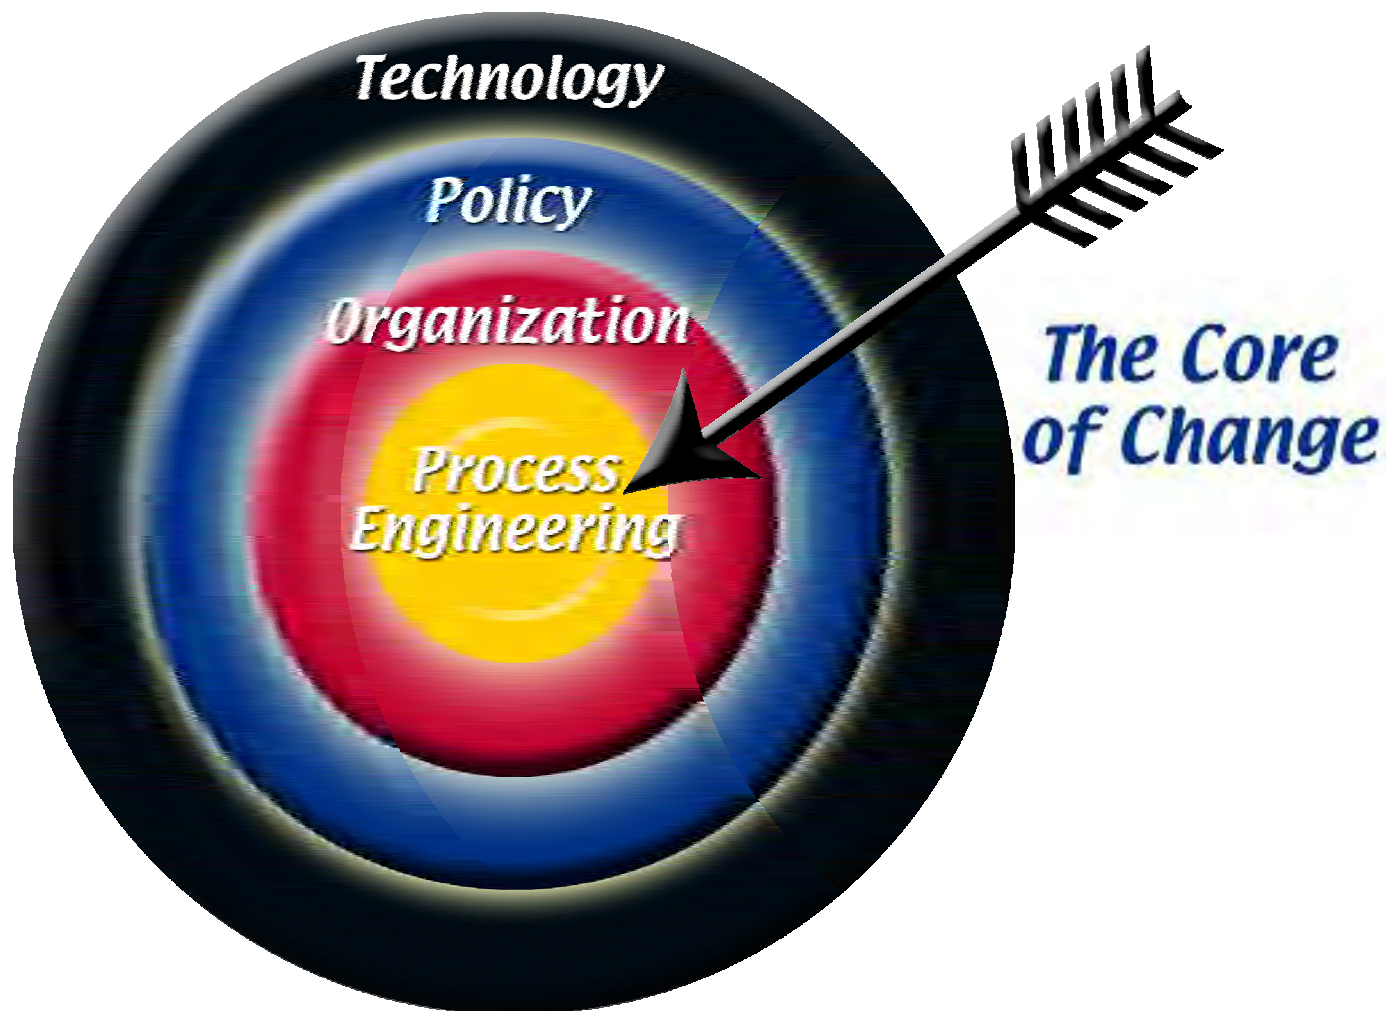 Technology
Policy
Organization
Process
Engineering
The Core
of Change